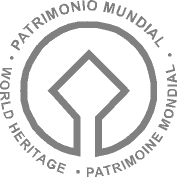 • PATRIMONIO MUNDIAL •
WORLD HERITAGE •
PATRIMOINE MONDIAL